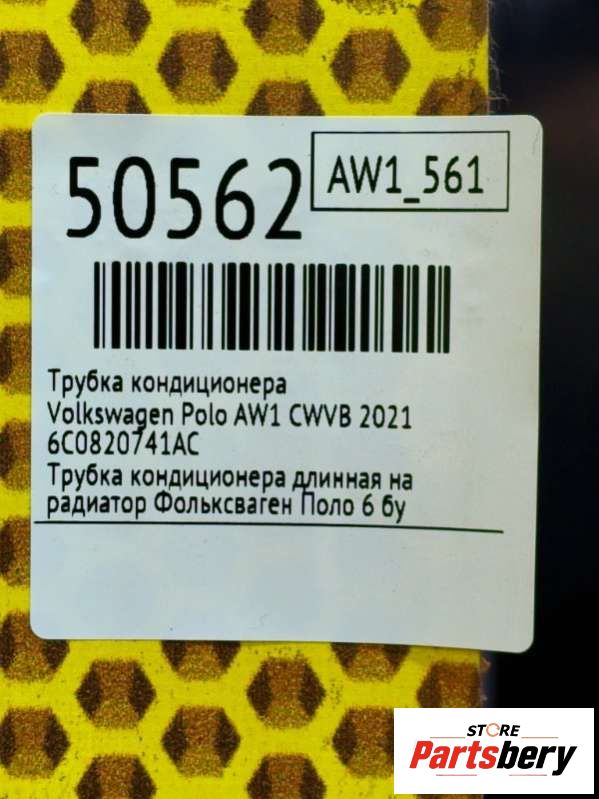 50562
AW1_561
Трубка кондиционера
Volkswagen Polo AW1 CWVB 2021
6C0820741AC
Трубка кондиционера длинная на
радиатор Фольксваген Поло 6 бу
STORE
Partsbery